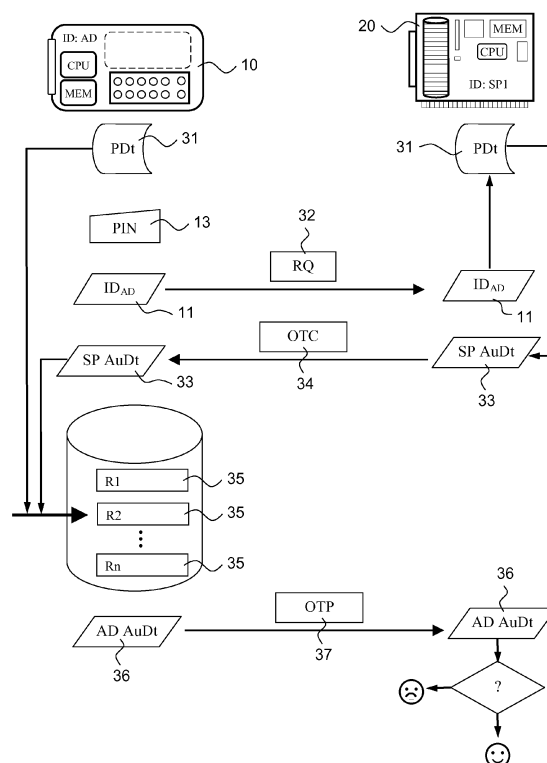 ID: AD
CPU
MEM
10
20
MEM
CPU
ID: SP1
PDt
31
31
PDt
PIN
13
32
RQ
ID_AD
11
ID_AD
11
OTC
34
SP AuDt
33
SP AuDt
33
R1
35
R2
35
Rn
35
AD AuDt
36
OTP
37
36
AD AuDt
?